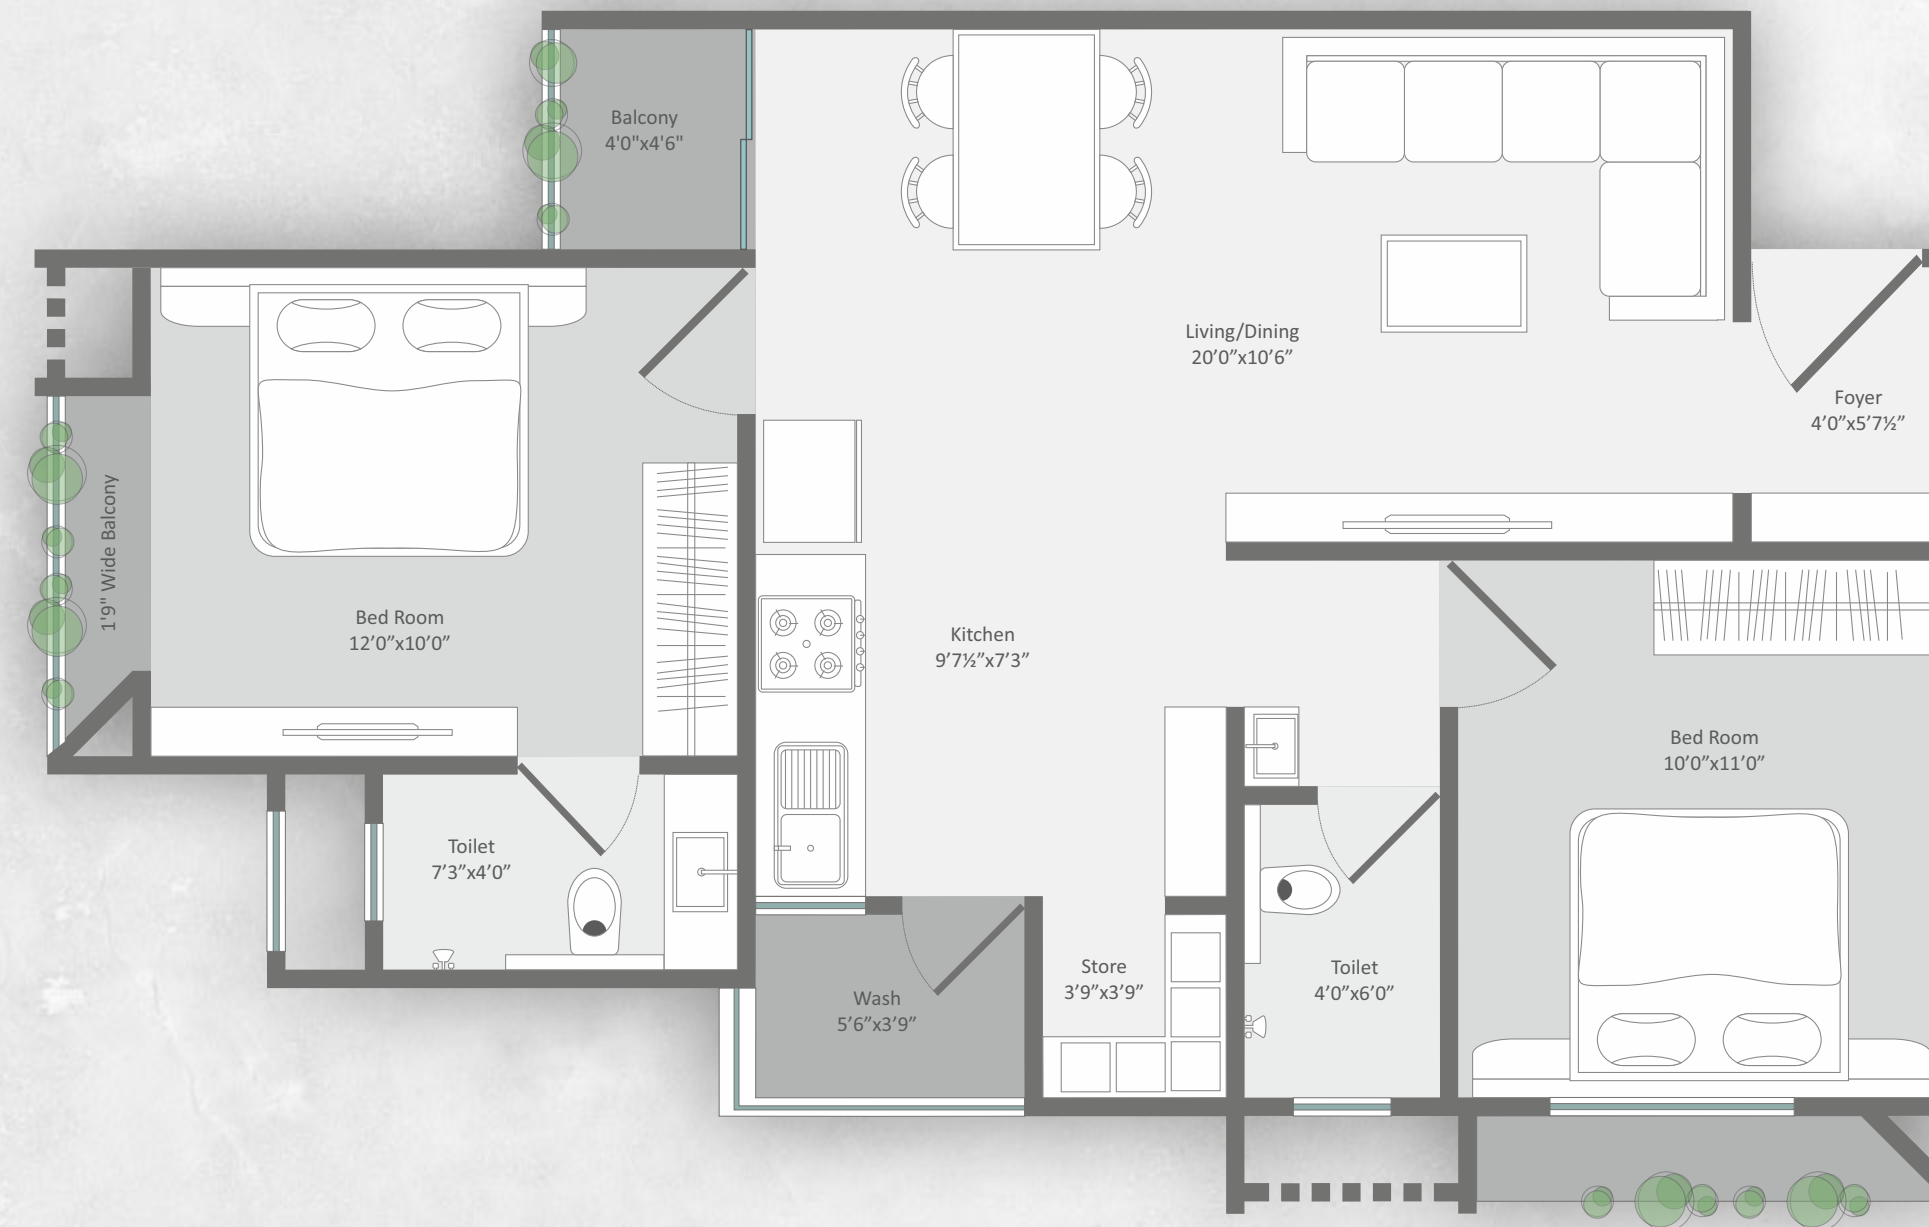 Balcony
4'0"x4'6"
Living/Dining
20’0”x10’6”
Foyer
4’0”x5’7½”
1'9" Wide Balcony
Bed Room
12’0”x10’0”
Kitchen
9’7½”x7’3”
Bed Room
10’0”x11’0”
Toilet
7’3”x4’0”
Store
3’9”x3’9”
Toilet
4’0”x6’0”
Wash
5’6”x3’9”